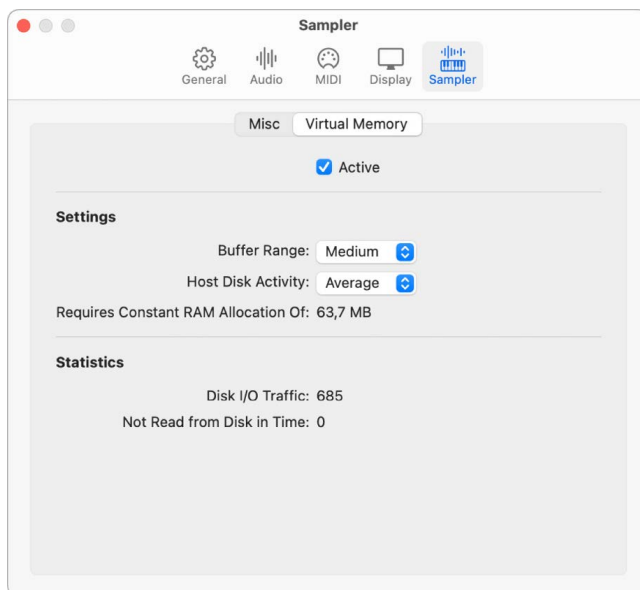 Sampler
General Audio MIDI Display Sampler
Misc Virtual Memory
Active
Settings
Buffer Range: Medium
Host Disk Activity: Average
Requires Constant RAM Allocation Of: 63,7 MB
Statistics
Disk I/O Traffic: 685
Not Read from Disk in Time: 0